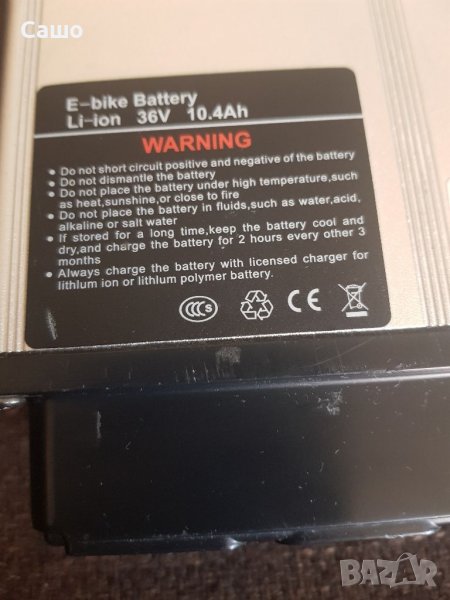 Сашо
E-bike Battery
Li-ion 36V 10.4Ah
WARNING
● Do not short circuit positive and negative of the battery
● Do not dismantle the battery
● Do not place the battery under high temperature,such
as heat,sunshine,or close to fire
● Do not place the battery in fluids,such as water,acid,
alkaline or salt water
● If stored for a long time,keep the battery cool and
dry,and charge the battery for 2 hours every other 3
months
● Always charge the battery with licensed charger for
lithium ion or lithium polymer battery.
CCC S
CE
BAZAR